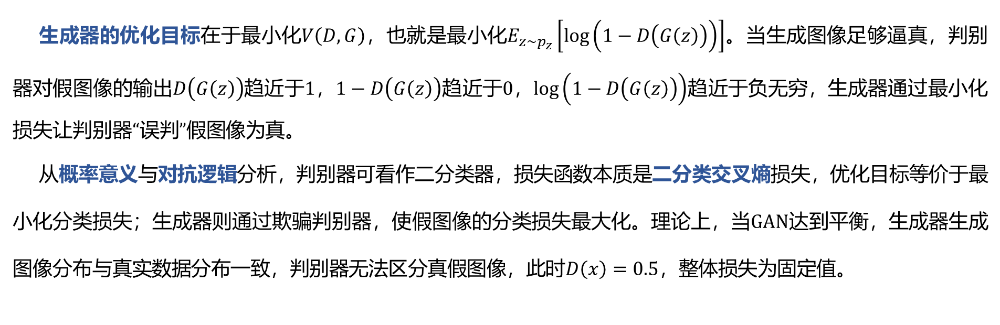 生成器的优化目标在于最小化V(D, G)，也就是最小化E_{z∼p_z}[log(1 − D(G(z)))]。当生成图像足够逼真，判别
器对假图像的输出D(G(z))趋近于1，1 − D(G(z))趋近于0，log(1 − D(G(z)))趋近于负无穷，生成器通过最小化
损失让判别器“误判”假图像为真。
从概率意义与对抗逻辑分析，判别器可看作二分类器，损失函数本质是二分类交叉熵损失，优化目标等价于最
小化分类损失；生成器则通过欺骗判别器，使假图像的分类损失最大化。理论上，当GAN达到平衡，生成器生成
图像分布与真实数据分布一致，判别器无法区分真假图像，此时D(x) = 0.5，整体损失为固定值。